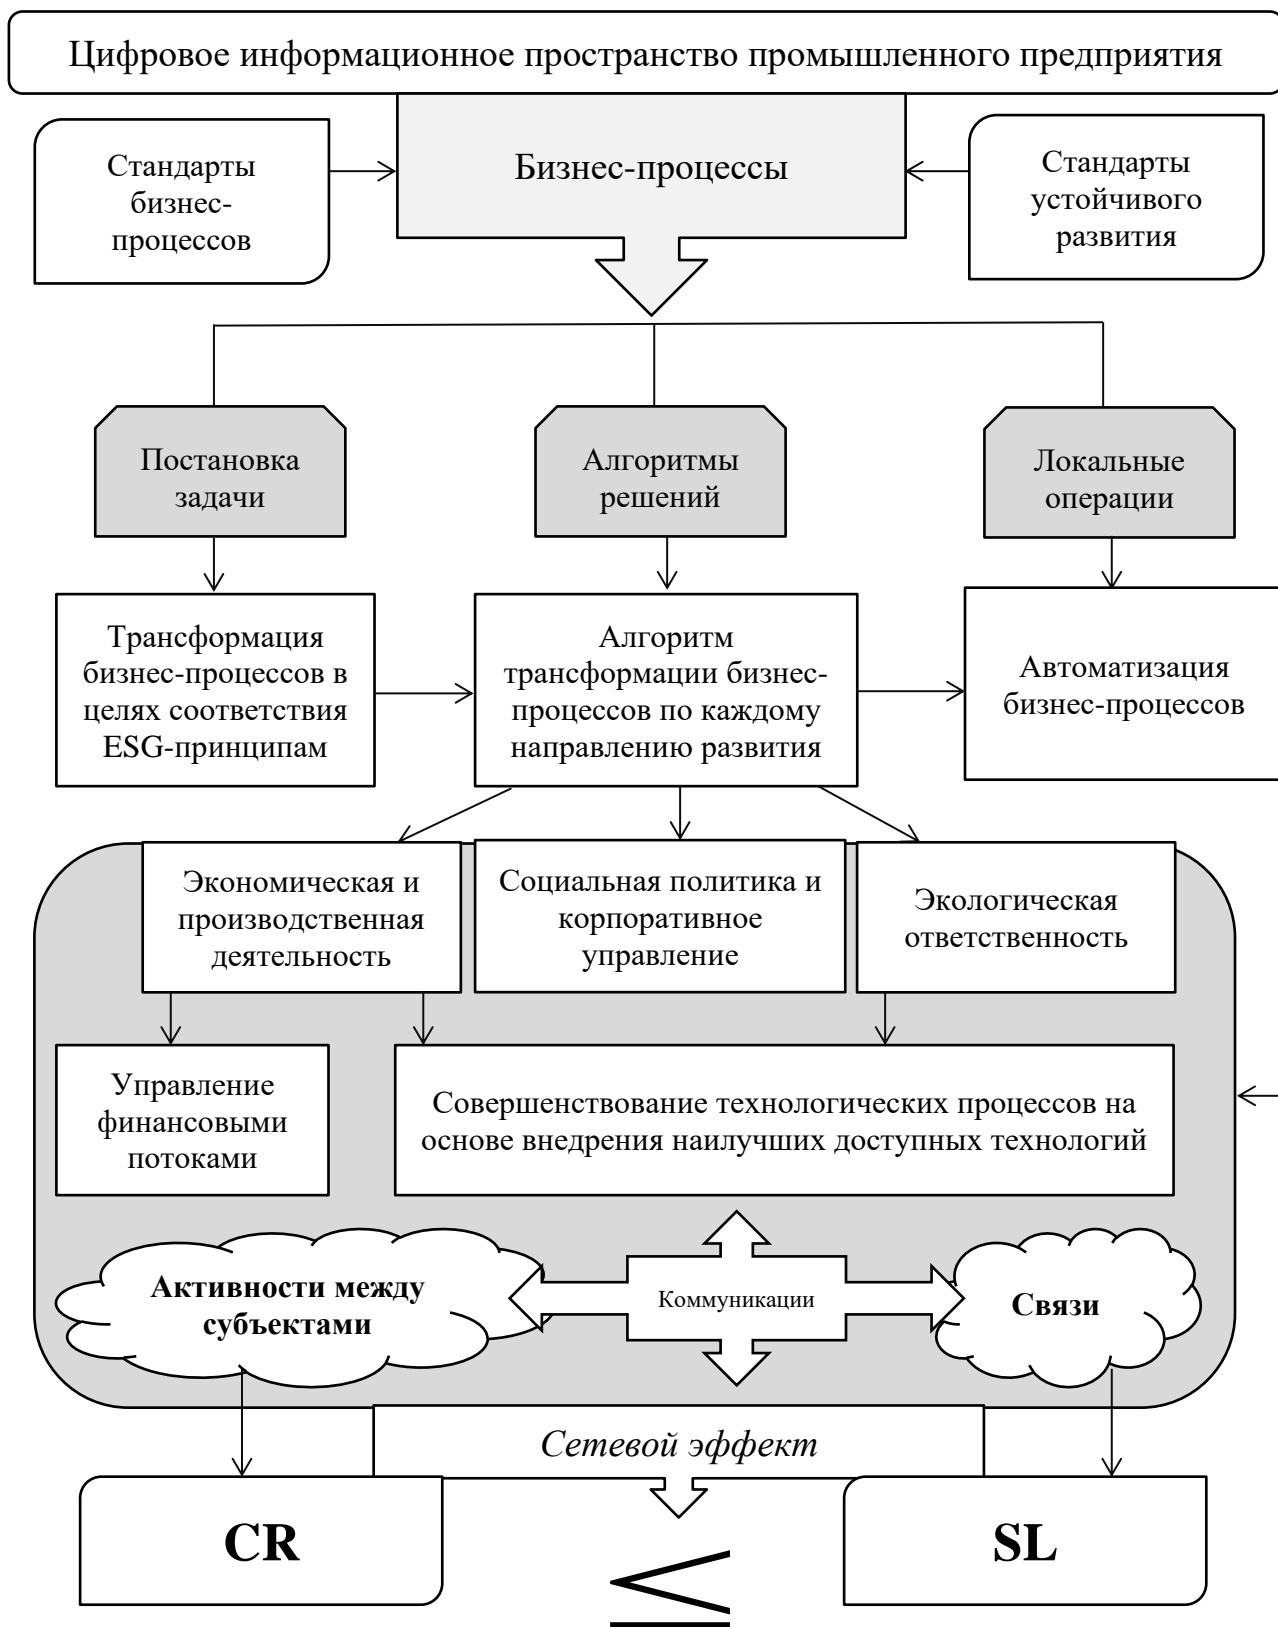 Цифровое информационное пространство промышленного предприятия
Стандарты
бизнес-
процессов
Бизнес-процессы
Стандарты
устойчивого
развития
Постановка
задачи
Алгоритмы
решений
Локальные
операции
Трансформация
бизнес-процессов в
целях соответствия
ESG-принципам
Алгоритм
трансформации бизнес-
процессов по каждому
направлению развития
Автоматизация
бизнес-процессов
Экономическая и
производственная
деятельность
Социальная политика и
корпоративное
управление
Экологическая
ответственность
Управление
финансовыми
потоками
Совершенствование технологических процессов на
основе внедрения наилучших доступных технологий
Активности между
субъектами
Коммуникации
Связи
Сетевой эффект
CR
≤
SL